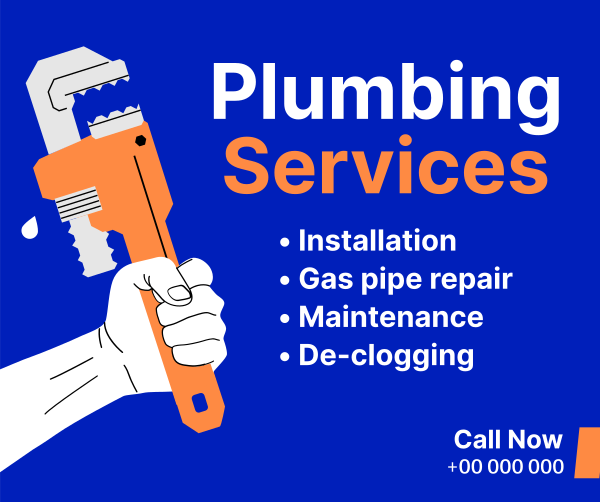 Plumbing
Services
• Installation
• Gas pipe repair
• Maintenance
• De-clogging
Call Now
+00 000 000